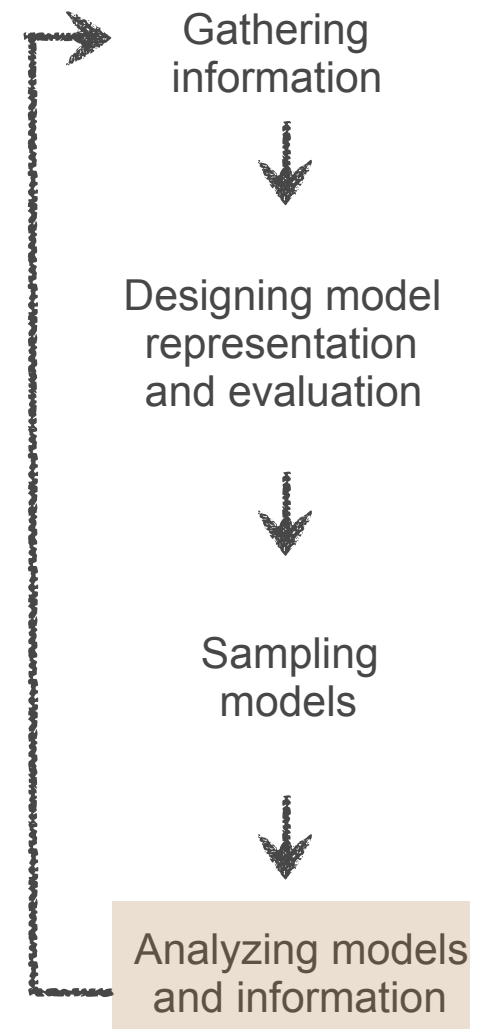 Gathering
information
Designing model
representation
and evaluation
Sampling
models
Analyzing models
and information